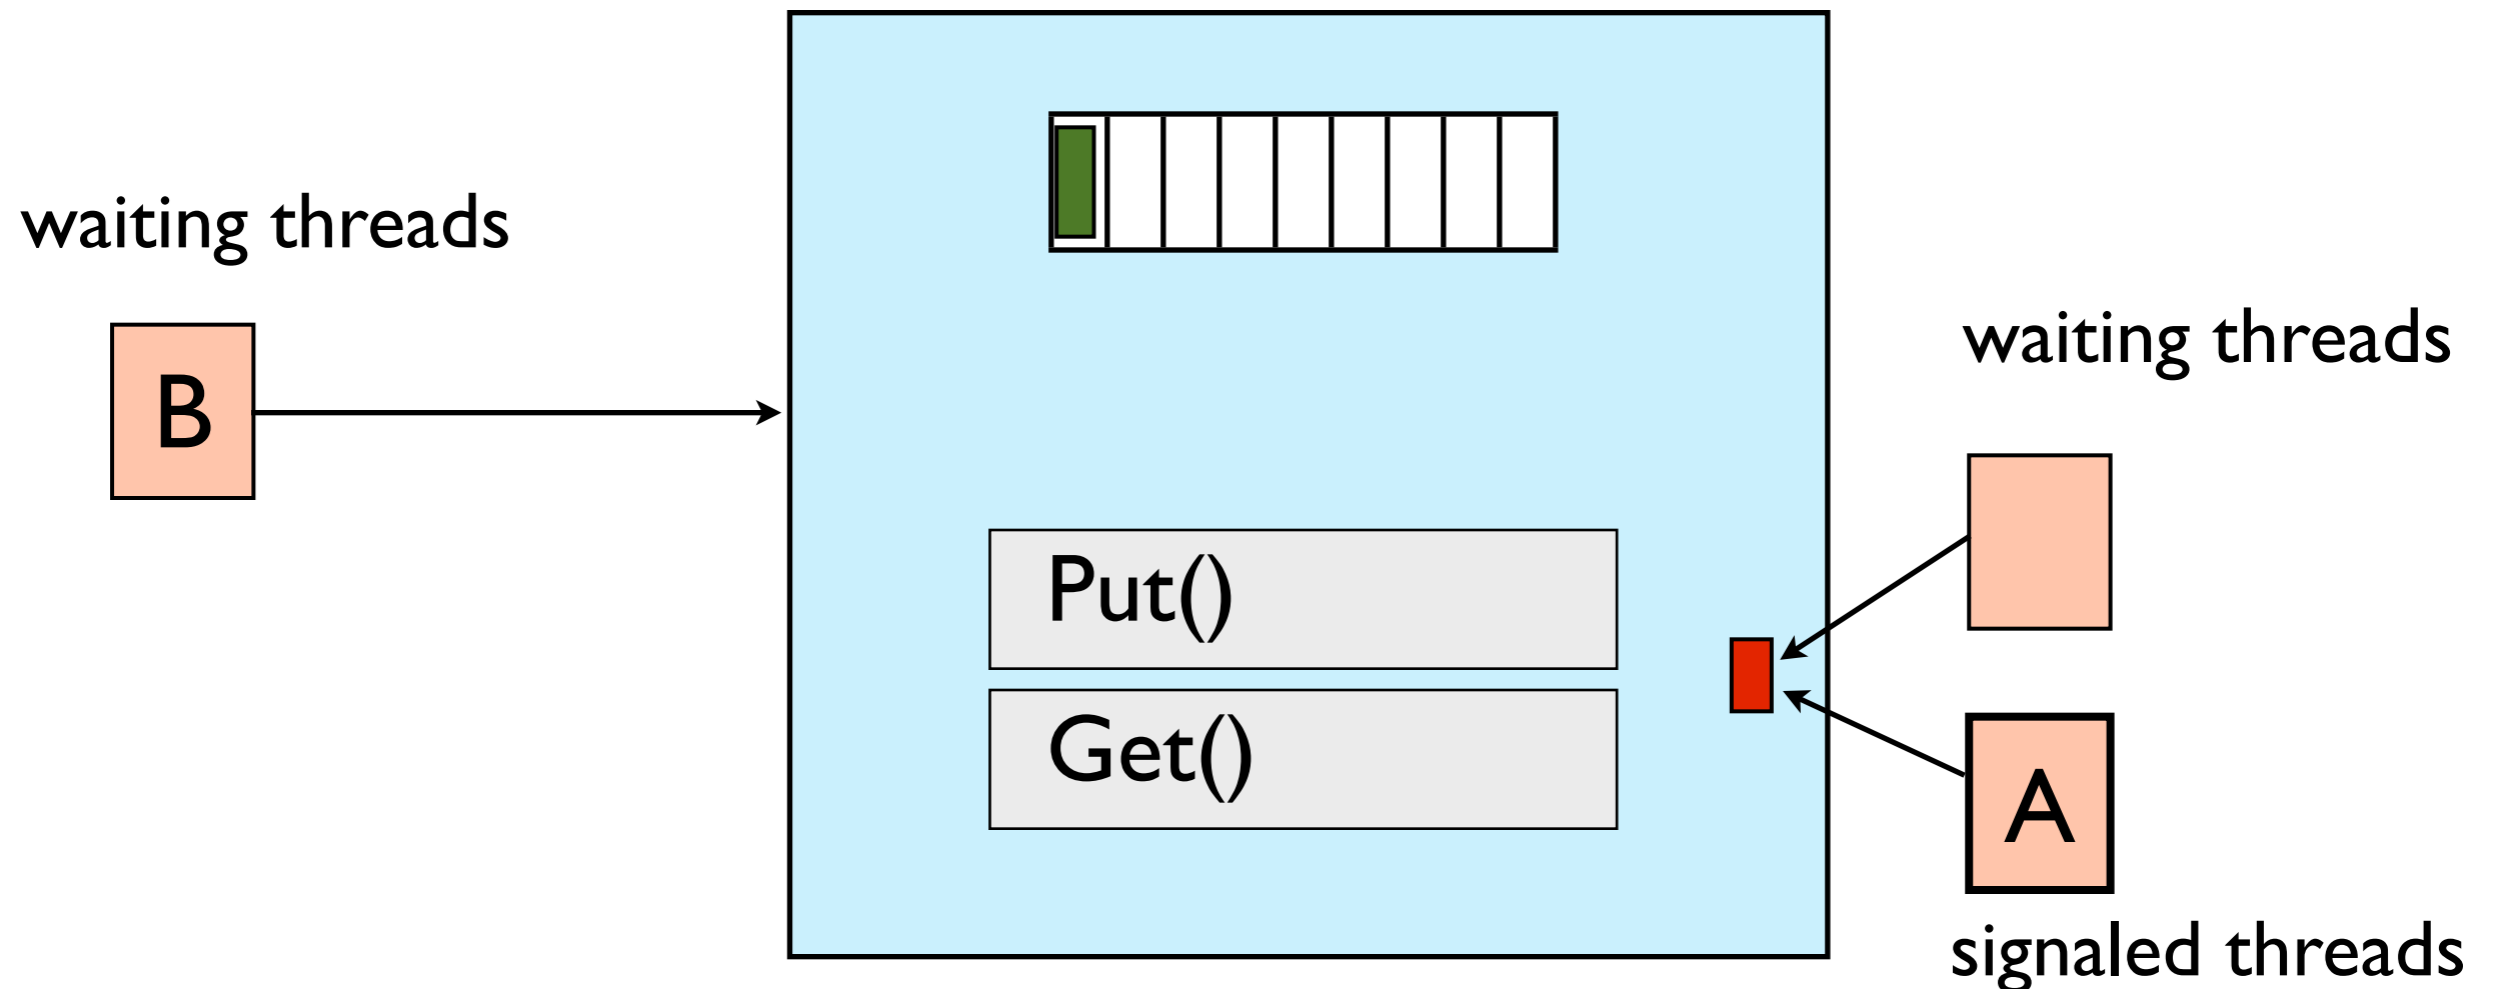 waiting threads
B
Put()
Get()
waiting threads
A
signaled threads